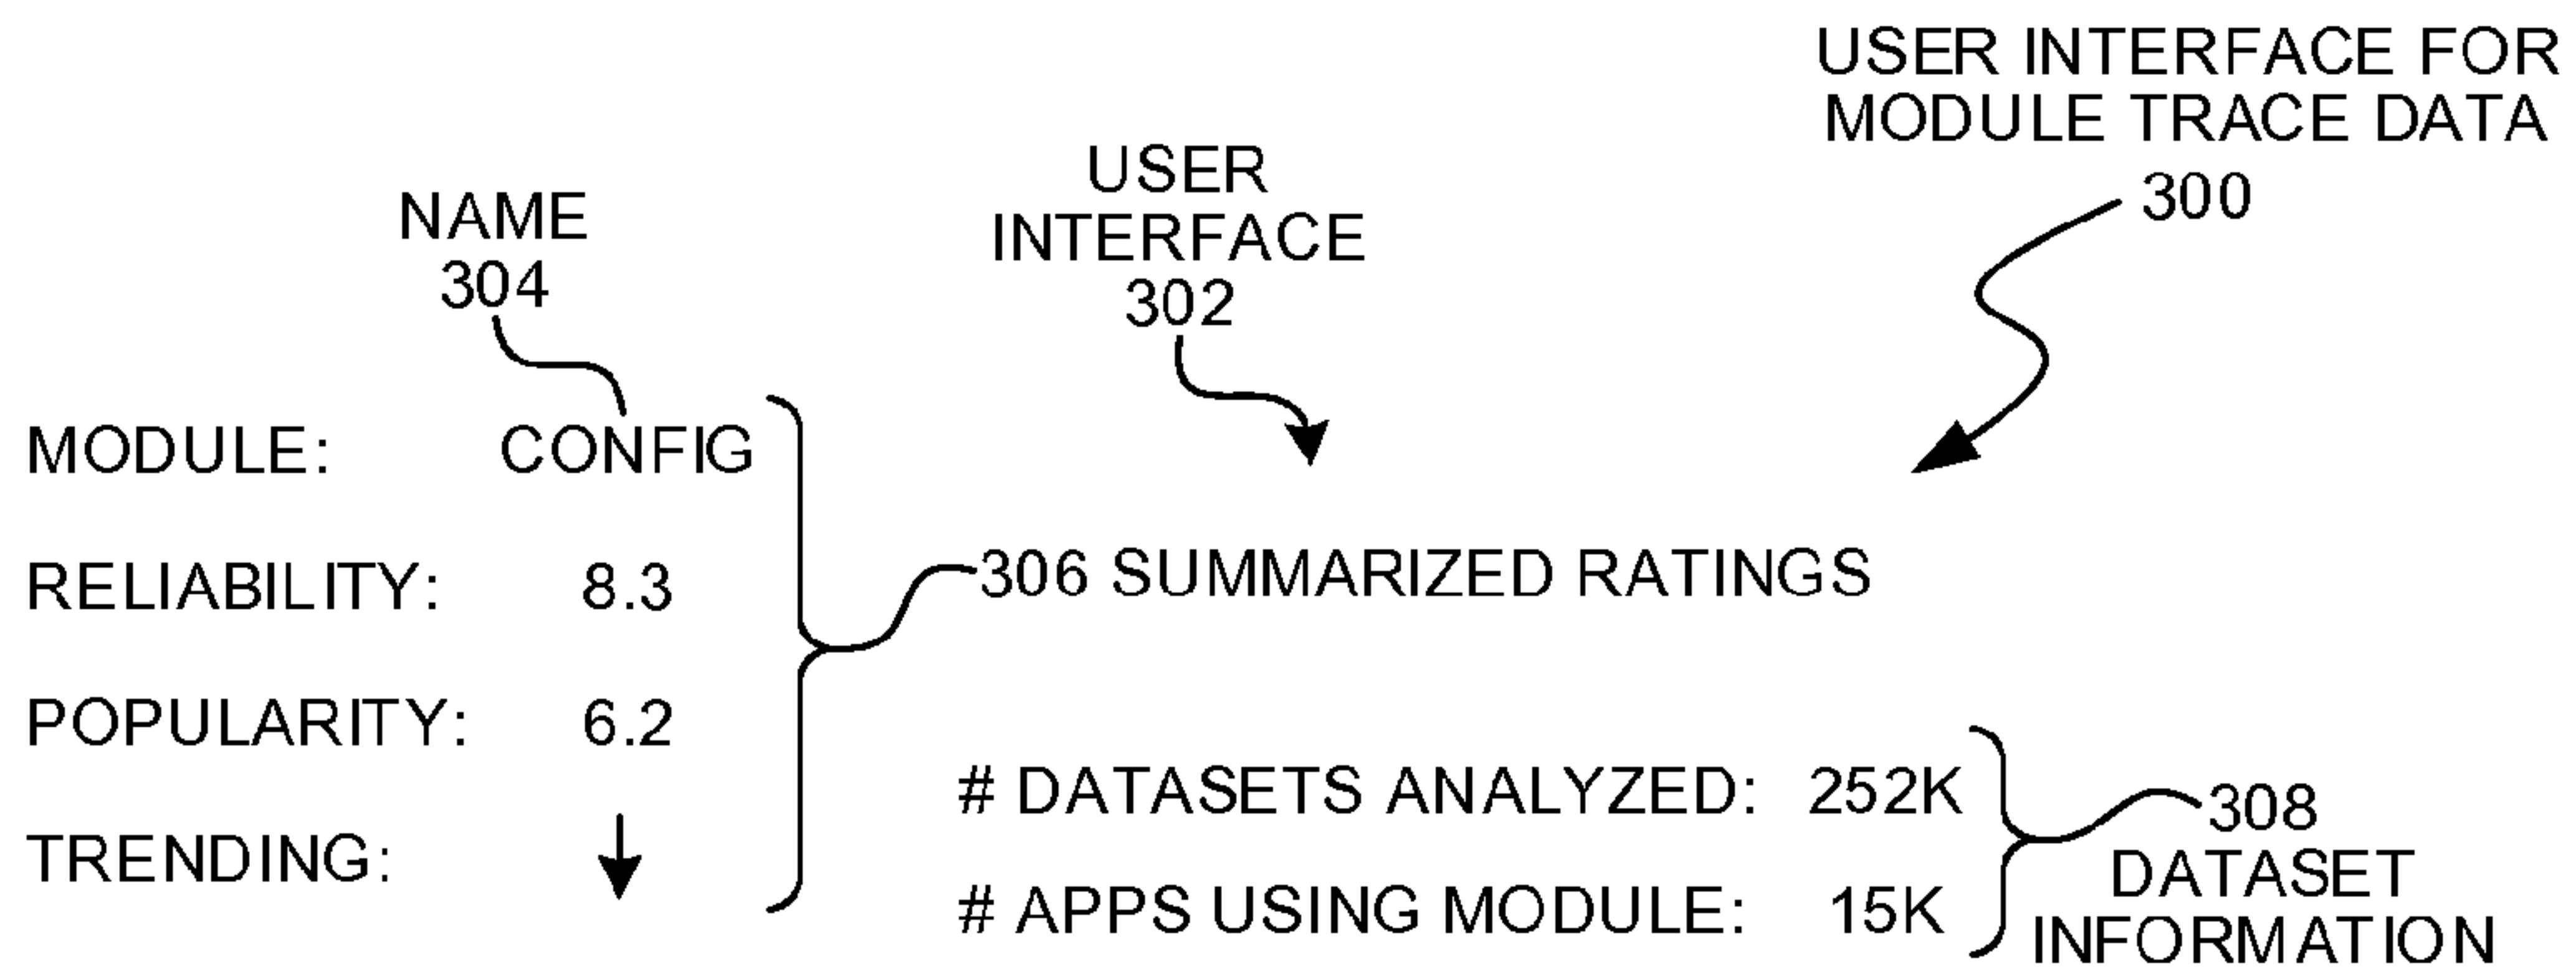 USER INTERFACE FOR
MODULE TRACE DATA
300
USER
INTERFACE
302
NAME
304
MODULE: CONFIG
RELIABILITY: 8.3
POPULARITY: 6.2
TRENDING:
306 SUMMARIZED RATINGS
# DATASETS ANALYZED: 252K
# APPS USING MODULE: 15K
308
DATASET
INFORMATION